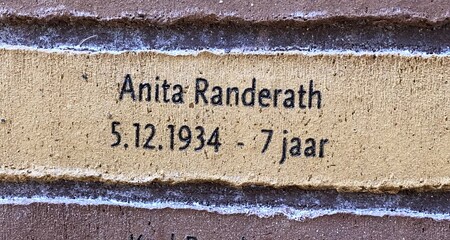 Anita Randerath
5.12.1934 - 7 jaar